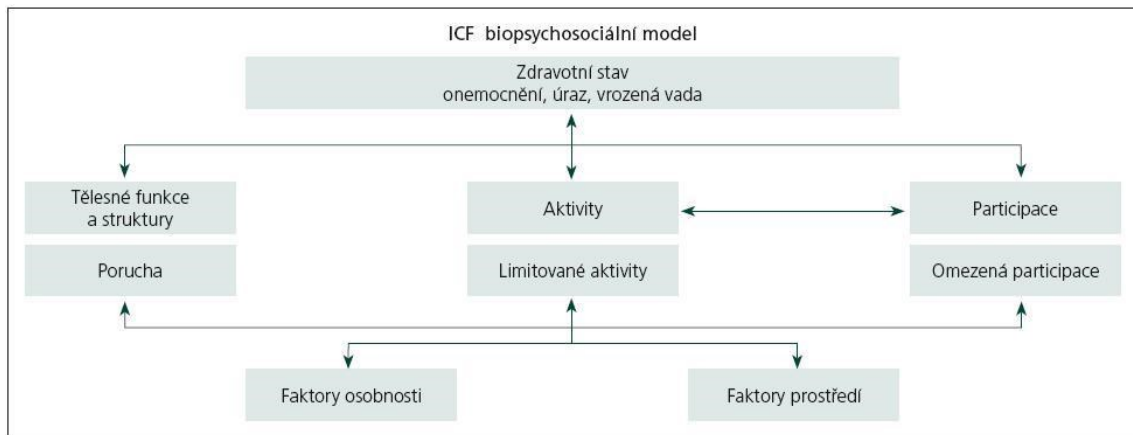 ICF biopsychosociální model
Zdravotní stav
onemocnění, úraz, vrozená vada
Tělesné funkce
a struktury
Aktivity
Participace
Porucha
Limitované aktivity
Omezená participace
Faktory osobnosti
Faktory prostředí